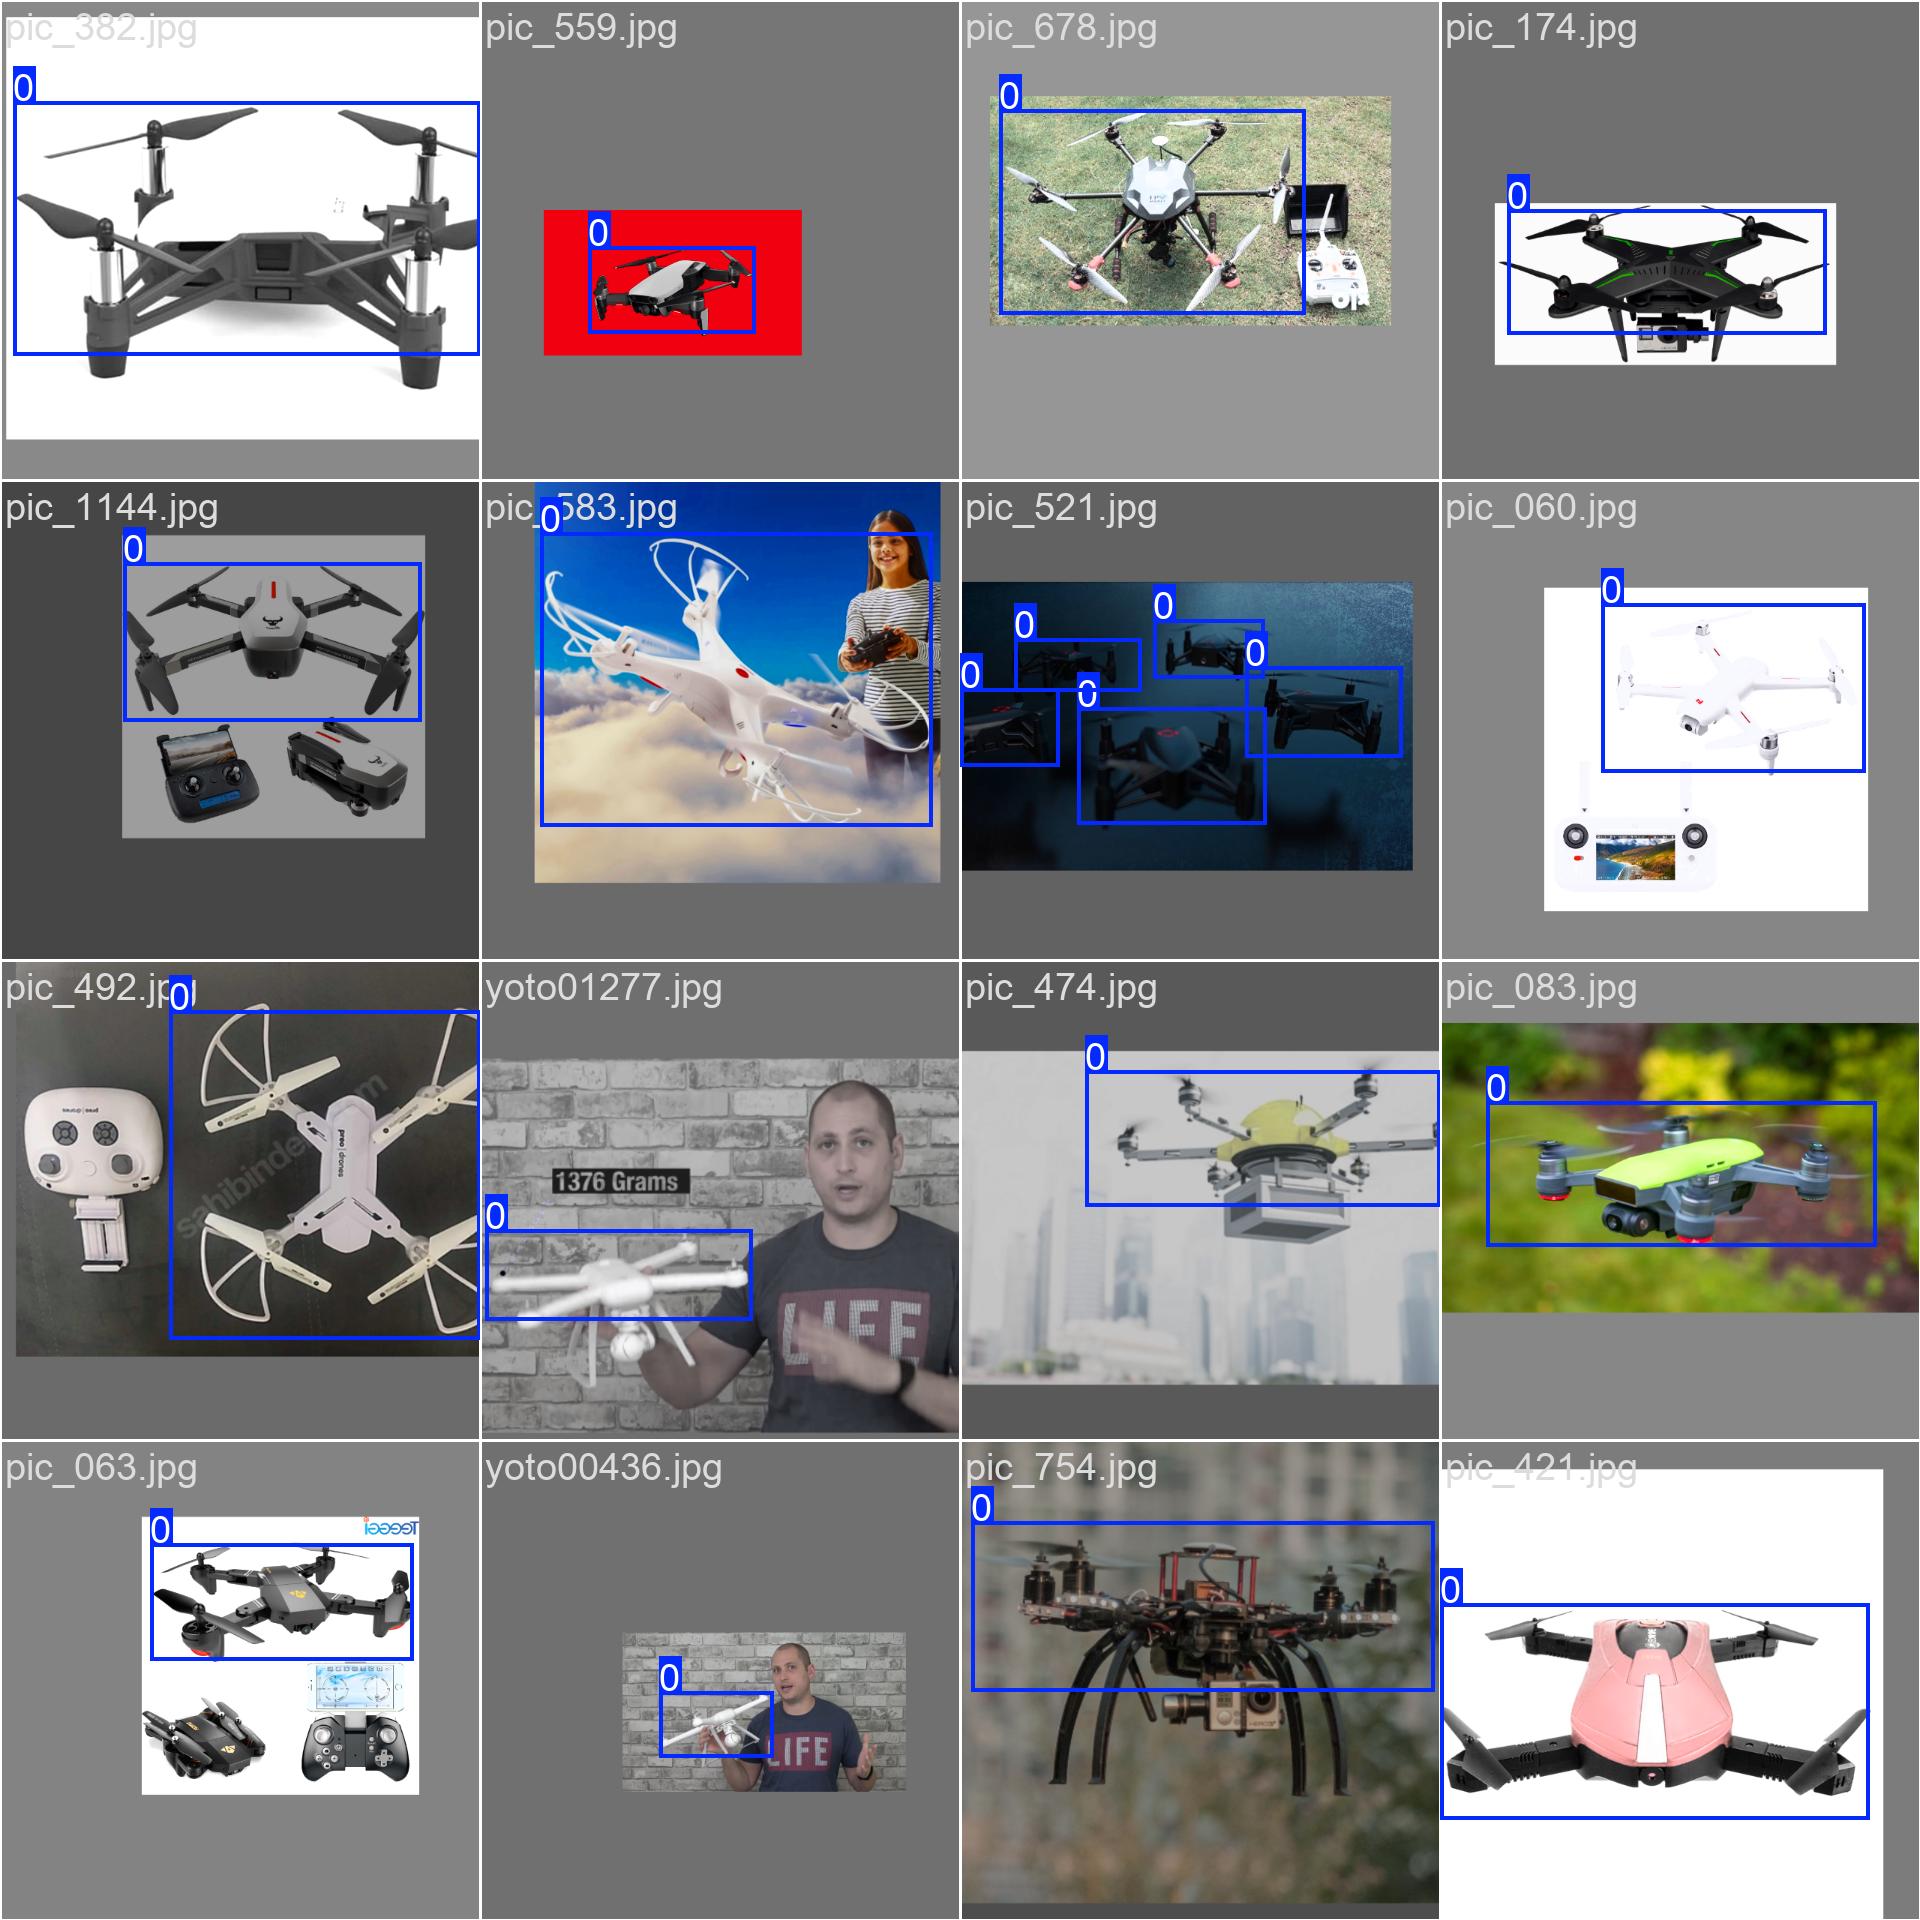 pic_382.jpg
0
pic_559.jpg
0
pic_678.jpg
0
pic_174.jpg
0
pic_1144.jpg
0
pic_583.jpg
0
pic_521.jpg
0
0
0
0
0
pic_060.jpg
0
pic_492.jpg
0
preo drones
preo drones
sahibinden.com
yoto01277.jpg
1376 Grams
0
LIFE
pic_474.jpg
0
pic_083.jpg
0
pic_063.jpg
0
Teeggi
yoto00436.jpg
0
LIFE
pic_754.jpg
0
pic_421.jpg
0